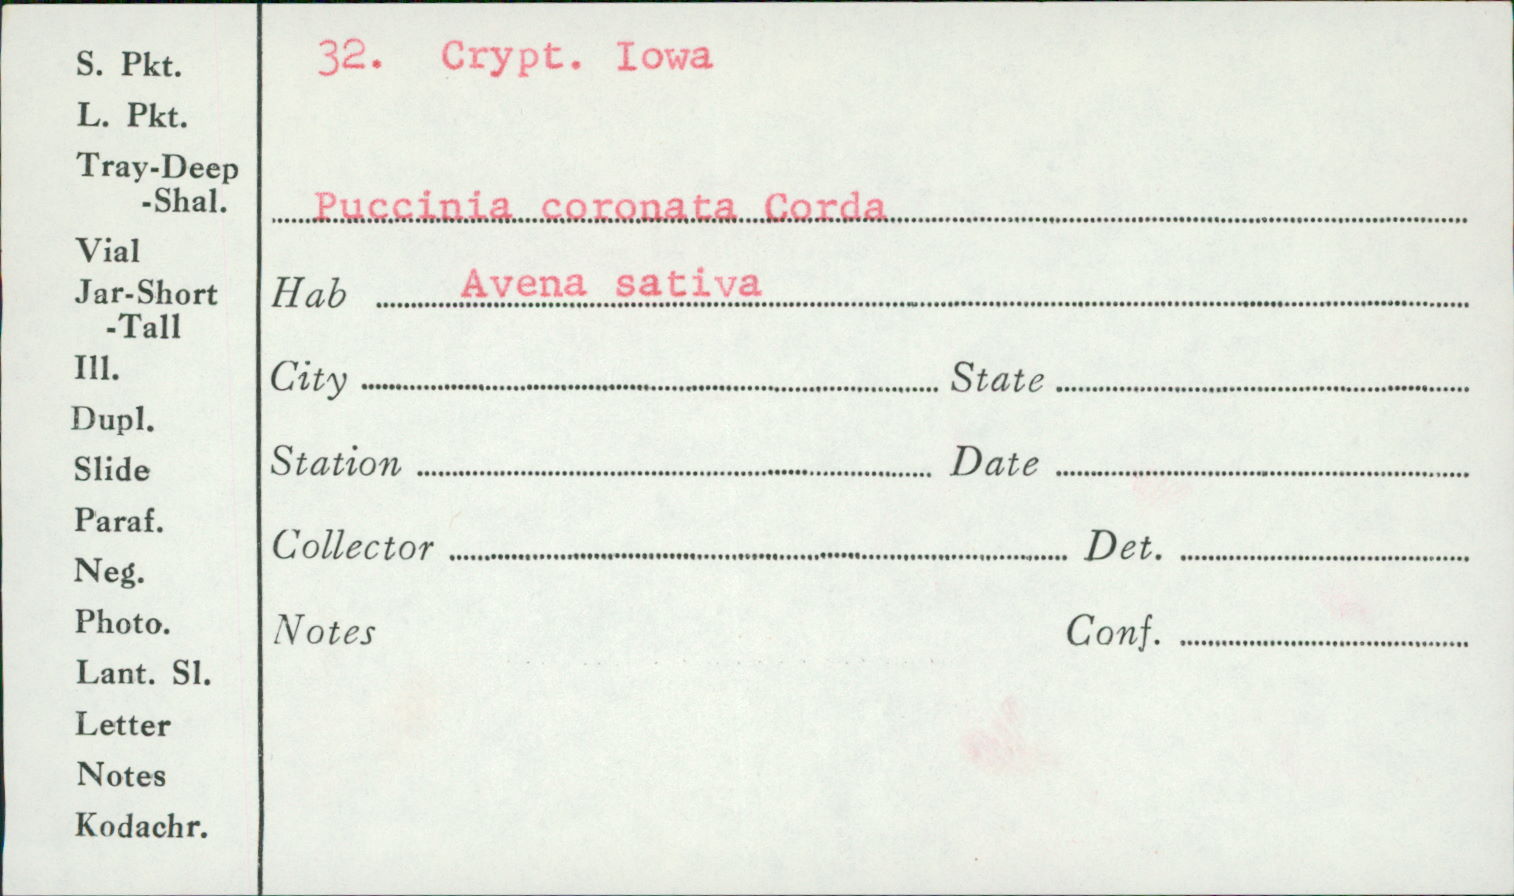 S. Pkt.
L. Pkt.
Tray-Deep
-Shal.
Vial
Jar-Short
-Tall
Ill.
Dupl.
Slide
Paraf.
Neg.
Photo.
Lant. Sl.
Letter
Notes
Kodachr.
32. Crypt. Iowa
Puccinia coronata Corda
Hab Avena sativa
City State
Station Date
Collector Det.
Notes Conf.